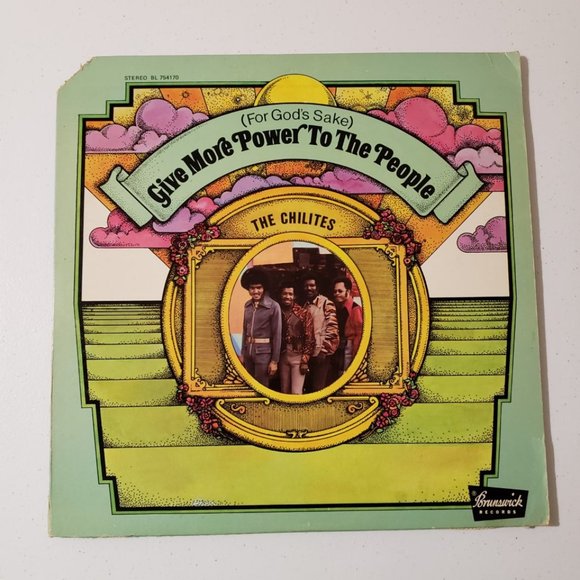 STEREO BL 754170
(For God's Sake)
Give More Power To The People
THE CHILITES
Brunswick
RECORDS